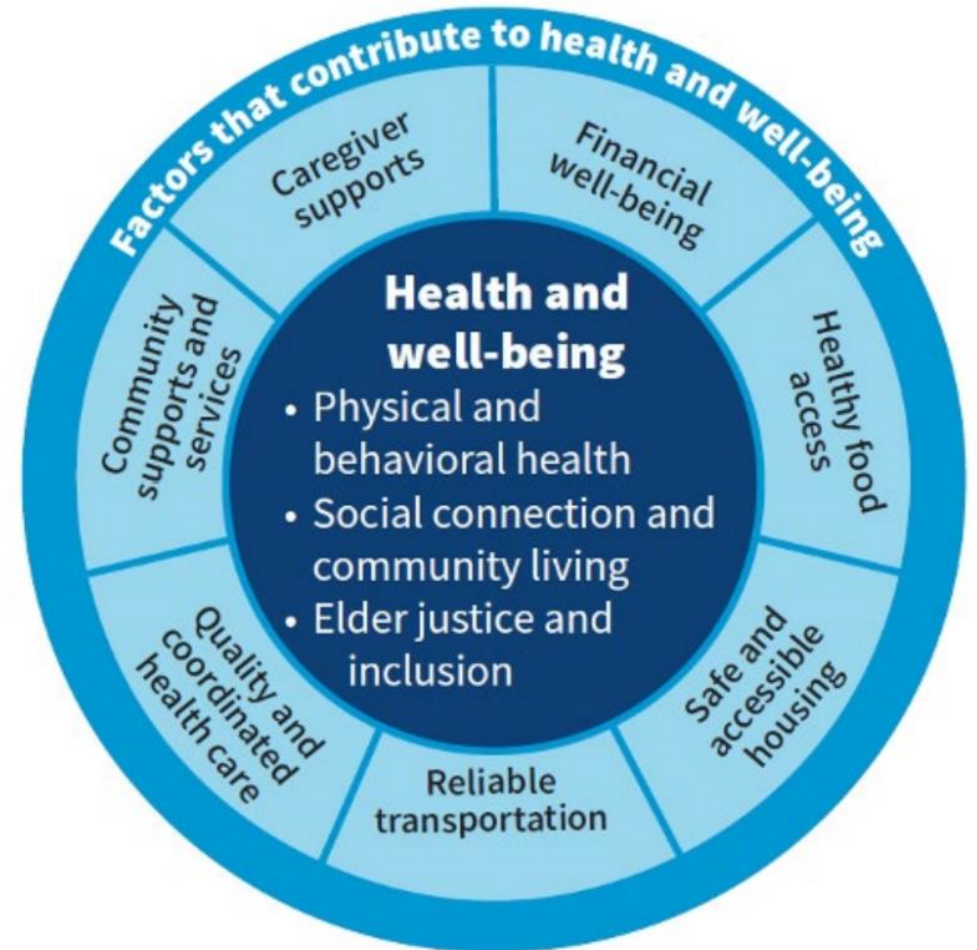 Factors that contribute to health and well-being
Caregiver
supports
Financial
well-being
Healthy food
access
Safe and
accessible
housing
Reliable
transportation
Quality and
coordinated
health care
Community
supports and
services
Health and
well-being
• Physical and
behavioral health
• Social connection and
community living
• Elder justice and
inclusion